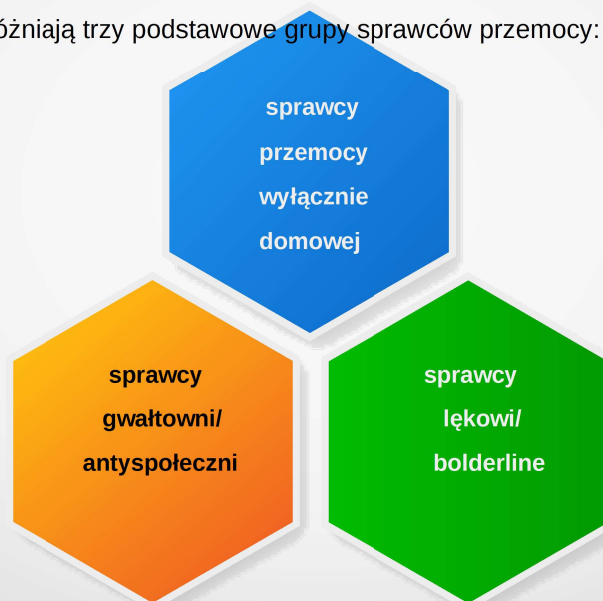 óżniają trzy podstawowe grupy sprawców przemocy:
sprawcy
przemocy
wyłącznie
domowej
sprawcy
gwałtowni/
antyspołeczni
sprawcy
lękowi/
bolderline